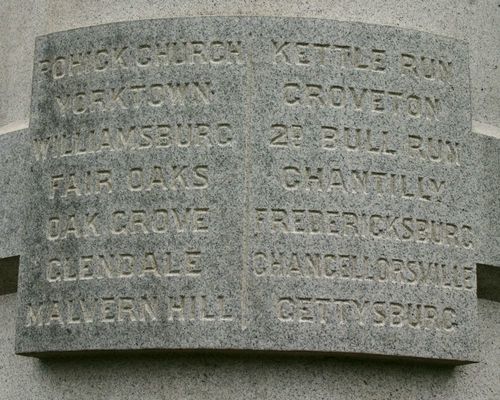 POHICK CHURCH
YORKTOWN
WILLIAMSBURG
FAIR OAKS
OAK GROVE
GLENDALE
MALVERN HILL
KETTLE RUN
GROVETON
2D BULL RUN
CHANTILLY
FREDERICKSBURG
CHANCELLORSVILLE
GETTYSBURG